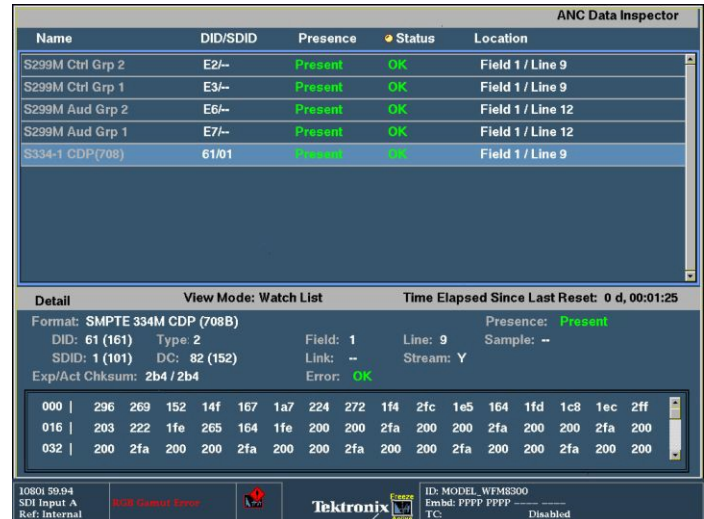 ANC Data Inspector
Name DID/SDID Presence Status Location
S299M Ctrl Grp 2 E2/-- Present OK Field 1 / Line 9
S299M Ctrl Grp 1 E3/-- Present OK Field 1 / Line 9
S299M Aud Grp 2 E6/-- Present OK Field 1 / Line 12
S299M Aud Grp 1 E7/-- Present OK Field 1 / Line 12
S334-1 CDP(708) 61/01 Present OK Field 1 / Line 9
Detail View Mode: Watch List Time Elapsed Since Last Reset: 0 d, 00:01:25
Format: SMPTE 334M CDP (708B) Presence: Present
DID: 61 (161) Type: 2 Field: 1 Line: 9 Sample: --
SDID: 1 (101) DC: 82 (152) Link: -- Stream: Y
Exp/Act Chksum: 2b4 / 2b4 Error: OK
000 | 296 269 152 14f 167 1a7 224 272 1f4 2fc 1e5 164 1fd 1c8 1ec 2ff
016 | 203 222 1fe 265 164 1fe 200 200 2fa 200 200 2fa 200 200 2fa 200
032 | 200 2fa 200 200 2fa 200 200 2fa 200 200 2fa 200 200 2fa 200 200
1080i 59.94
SDI Input A
Ref: Internal
RGB Gamut Error
Tektronix
Freeze
ID: MODEL_WFM8300
Embd: PPPP PPPP ---- ----
TC: Disabled